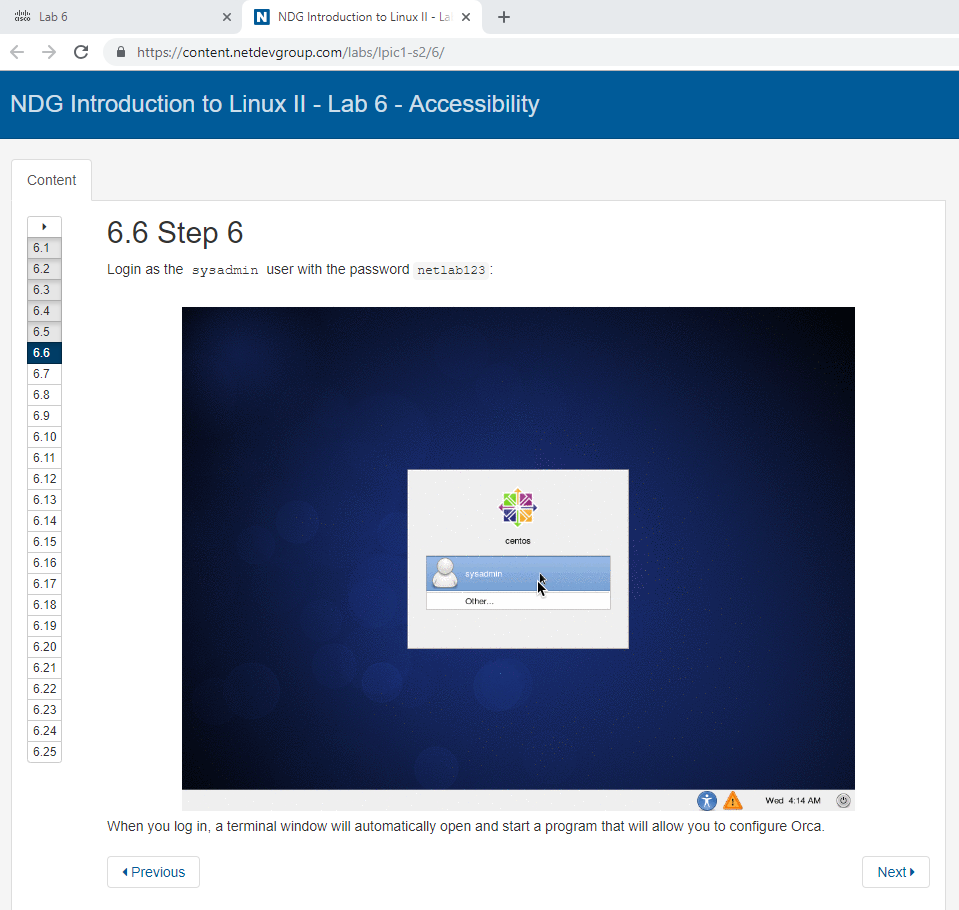 Lab 6
NDG Introduction to Linux II - La
https://content.netdevgroup.com/labs/lpic1-s2/6/
NDG Introduction to Linux II - Lab 6 - Accessibility
Content
6.1
6.2
6.3
6.4
6.5
6.6
6.7
6.8
6.9
6.10
6.11
6.12
6.13
6.14
6.15
6.16
6.17
6.18
6.19
6.20
6.21
6.22
6.23
6.24
6.25
6.6 Step 6
Login as the sysadmin user with the password netlab123:
centos
sysadmin
Other...
Wed 4:14 AM
When you log in, a terminal window will automatically open and start a program that will allow you to configure Orca.
Previous
Next